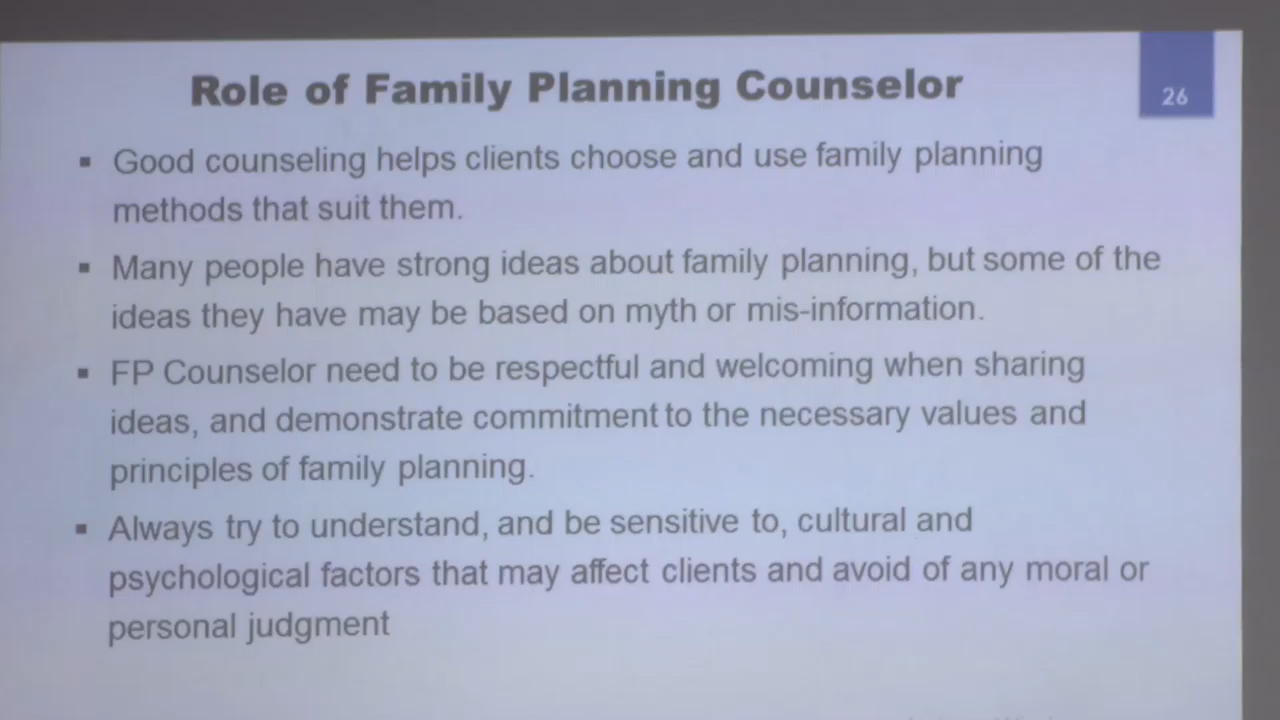 Role of Family Planning Counselor
26
▪ Good counseling helps clients choose and use family planning
methods that suit them.
▪ Many people have strong ideas about family planning, but some of the
ideas they have may be based on myth or mis-information.
▪ FP Counselor need to be respectful and welcoming when sharing
ideas, and demonstrate commitment to the necessary values and
principles of family planning.
▪ Always try to understand, and be sensitive to, cultural and
psychological factors that may affect clients and avoid of any moral or
personal judgment